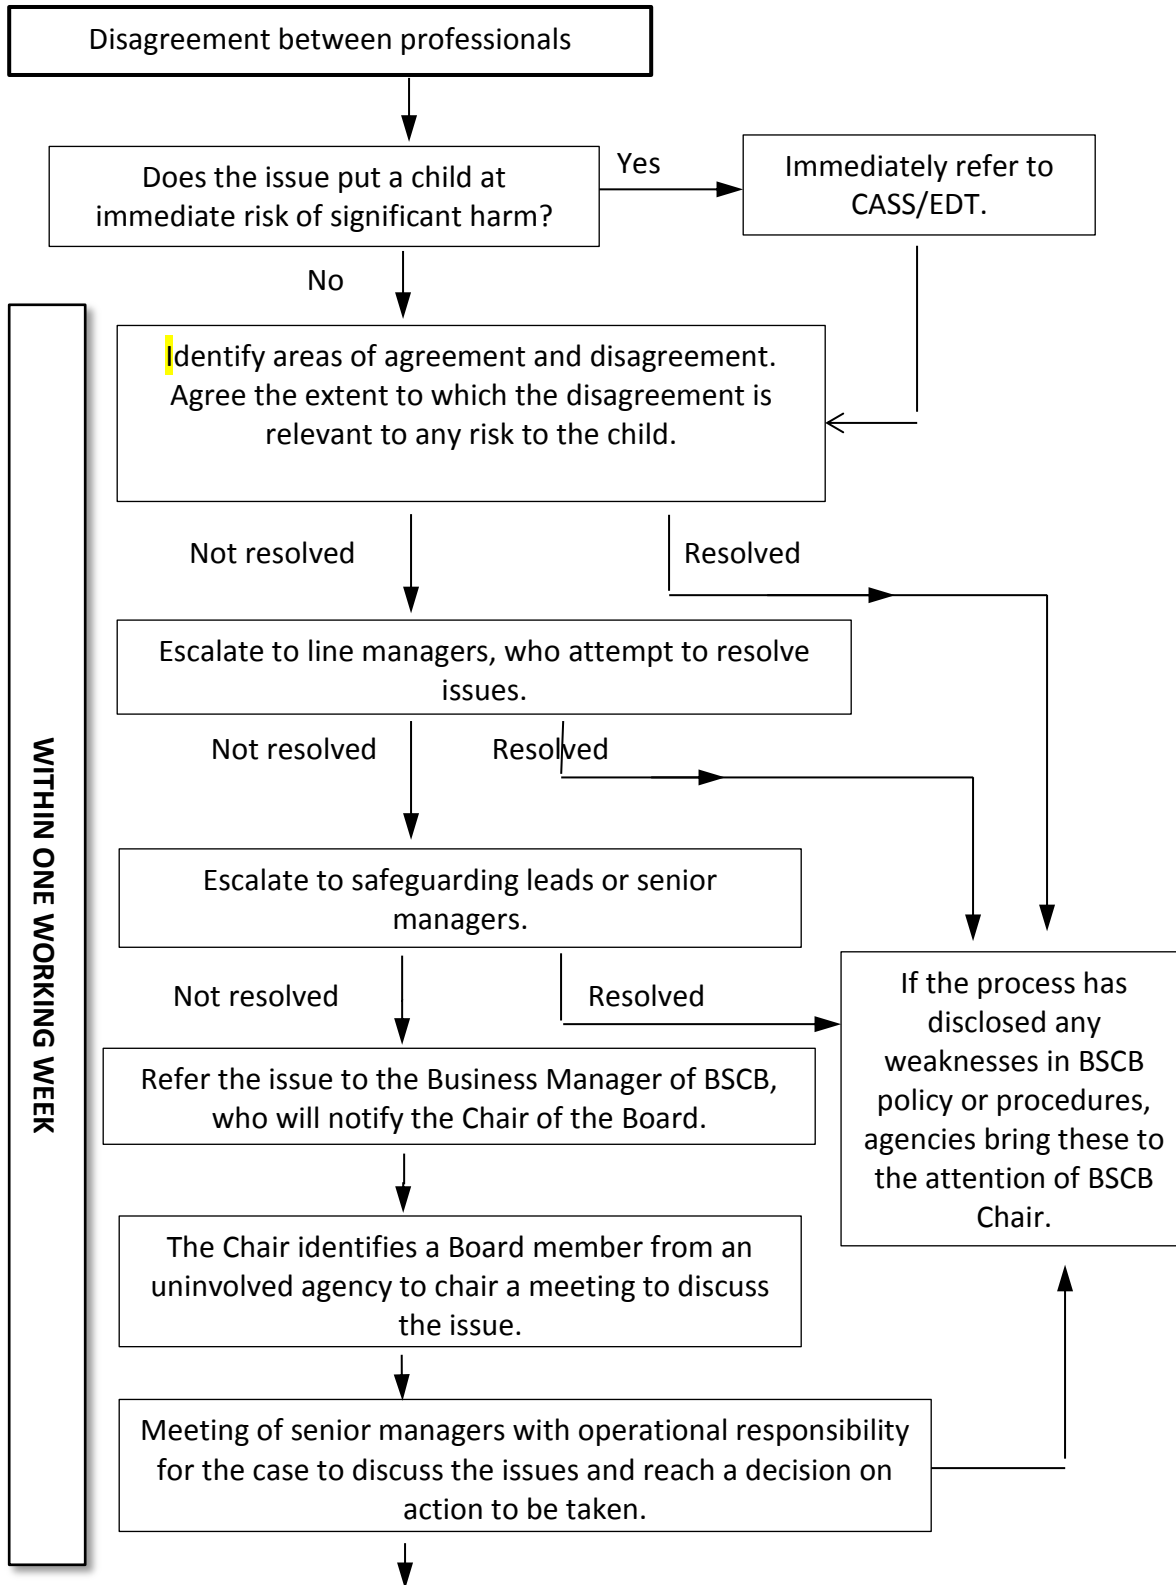 Disagreement between professionals
Does the issue put a child at
immediate risk of significant harm?
Yes
Immediately refer to
CASS/EDT.
No
Identify areas of agreement and disagreement.
Agree the extent to which the disagreement is
relevant to any risk to the child.
Not resolved
Resolved
Escalate to line managers, who attempt to resolve
issues.
Not resolved
Resolved
WITHIN ONE WORKING WEEK
Escalate to safeguarding leads or senior
managers.
Not resolved
Resolved
If the process has
disclosed any
weaknesses in BSCB
policy or procedures,
agencies bring these to
the attention of BSCB
Chair.
Refer the issue to the Business Manager of BSCB,
who will notify the Chair of the Board.
The Chair identifies a Board member from an
uninvolved agency to chair a meeting to discuss
the issue.
Meeting of senior managers with operational responsibility
for the case to discuss the issues and reach a decision on
action to be taken.